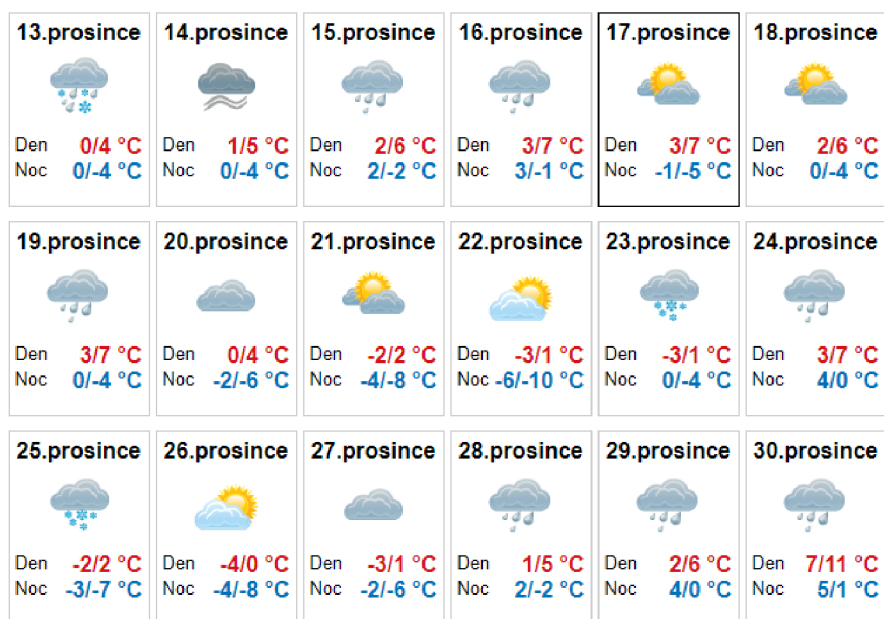 13.prosince 14.prosince 15.prosince 16.prosince 17.prosince 18.prosince
Den 0/4 °C Den 1/5 °C Den 2/6 °C Den 3/7 °C Den 3/7 °C Den 2/6 °C
Noc 0/-4 °C Noc 0/-4 °C Noc 2/-2 °C Noc 3/-1 °C Noc -1/-5 °C Noc 0/-4 °C
19.prosince 20.prosince 21.prosince 22.prosince 23.prosince 24.prosince
Den 3/7 °C Den 0/4 °C Den -2/2 °C Den -3/1 °C Den -3/1 °C Den 3/7 °C
Noc 0/-4 °C Noc -2/-6 °C Noc -4/-8 °C Noc -6/-10 °C Noc 0/-4 °C Noc 4/0 °C
25.prosince 26.prosince 27.prosince 28.prosince 29.prosince 30.prosince
Den -2/2 °C Den -4/0 °C Den -3/1 °C Den 1/5 °C Den 2/6 °C Den 7/11 °C
Noc -3/-7 °C Noc -4/-8 °C Noc -2/-6 °C Noc 2/-2 °C Noc 4/0 °C Noc 5/1 °C